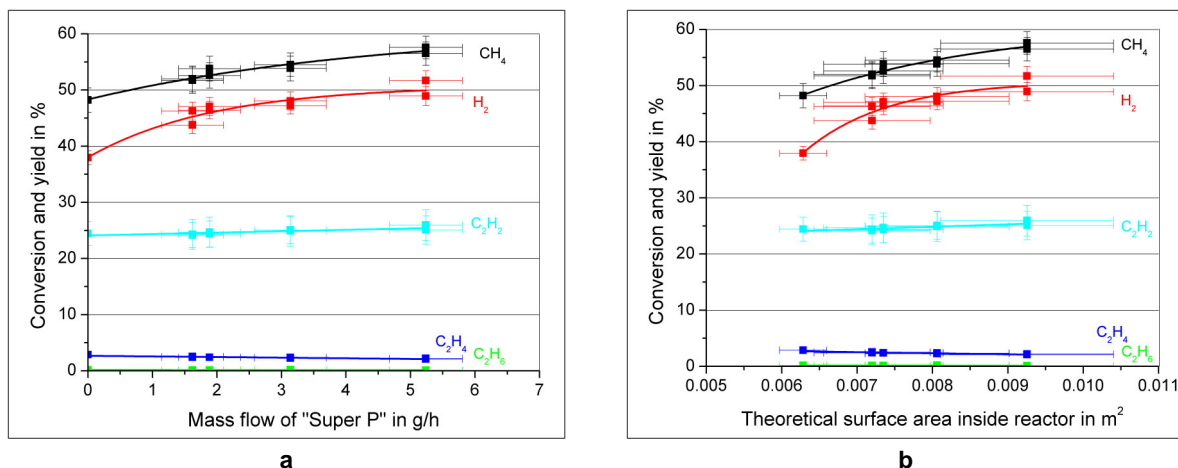 60
50
40
30
20
10
0
0 1 2 3 4 5 6 7
Conversion and yield in %
Mass flow of "Super P" in g/h
CH₄
H₂
C₂H₂
C₂H₄
C₂H₆
a
60
50
40
30
20
10
0
0.005 0.006 0.007 0.008 0.009 0.010 0.011
Conversion and yield in %
Theoretical surface area inside reactor in m²
CH₄
H₂
C₂H₂
C₂H₄
C₂H₆
b